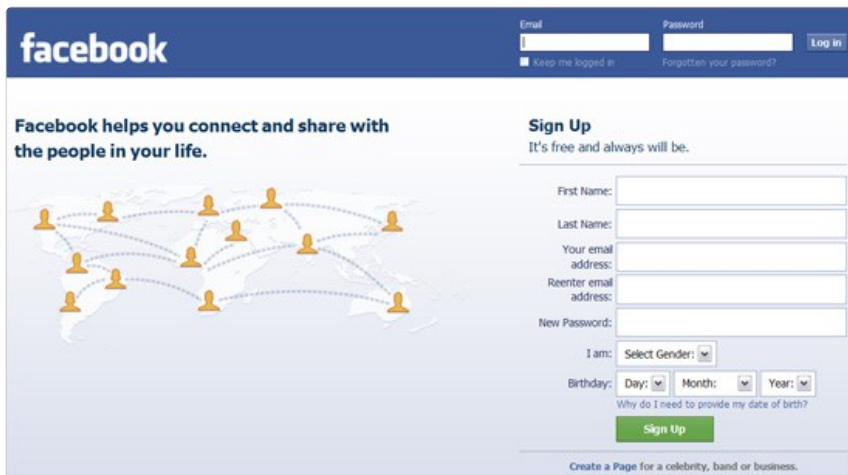 Email Password
facebook Log in
Keep me logged in Forgotten your password?
Facebook helps you connect and share with
the people in your life.
Sign Up
It's free and always will be.
First Name:
Last Name:
Your email
address:
Reenter email
address:
New Password:
I am: Select Gender:
Birthday: Day: Month: Year:
Why do I need to provide my date of birth?
Sign Up
Create a Page for a celebrity, band or business.